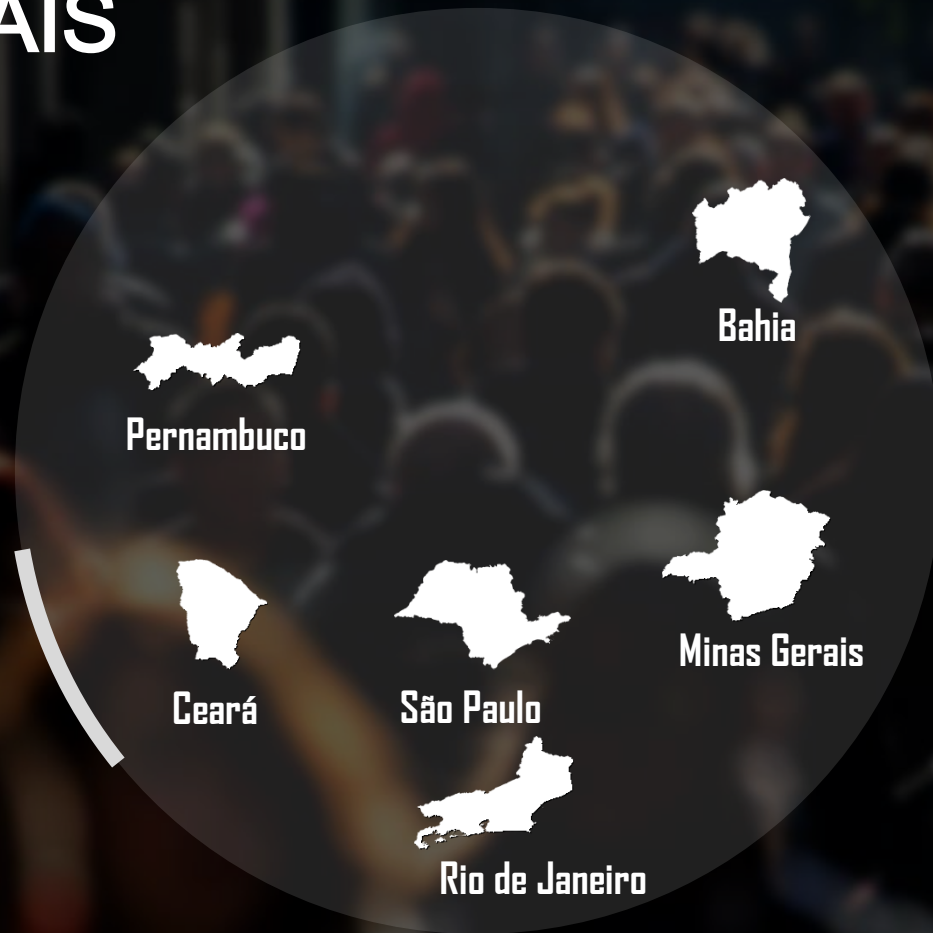 AIS
Bahia
Pernambuco
Minas Gerais
Ceará
São Paulo
Rio de Janeiro